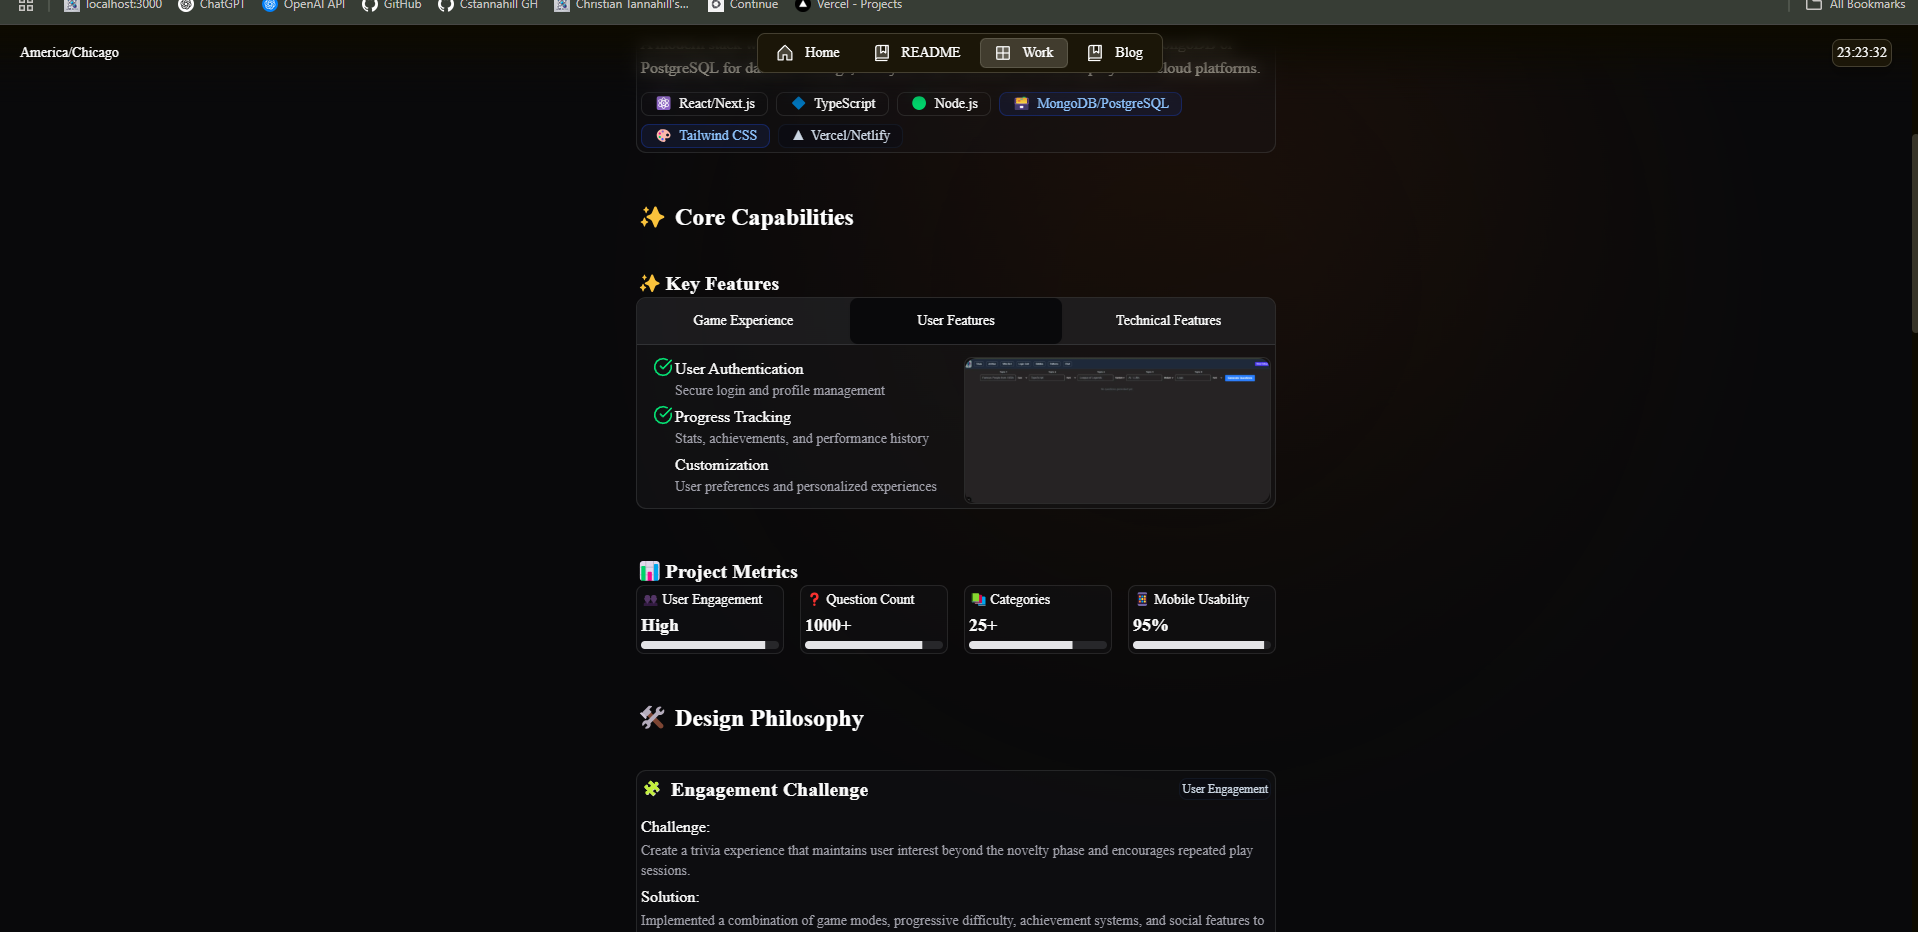 localhost:3000 ChatGPT OpenAI API GitHub Cstannahill GH Christian Tannahill's... Continue Vercel - Projects All Bookmarks
America/Chicago Home README Work Blog 23:23:32
PostgreSQL for da loud platforms.
React/Next.js TypeScript Node.js MongoDB/PostgreSQL
Tailwind CSS Vercel/Netlify
Core Capabilities
Key Features
Game Experience User Features Technical Features
User Authentication
Secure login and profile management
Progress Tracking
Stats, achievements, and performance history
Customization
User preferences and personalized experiences
Project Metrics
User Engagement Question Count Categories Mobile Usability
High 1000+ 25+ 95%
Design Philosophy
Engagement Challenge User Engagement
Challenge:
Create a trivia experience that maintains user interest beyond the novelty phase and encourages repeated play
sessions.
Solution:
Implemented a combination of game modes, progressive difficulty, achievement systems, and social features to